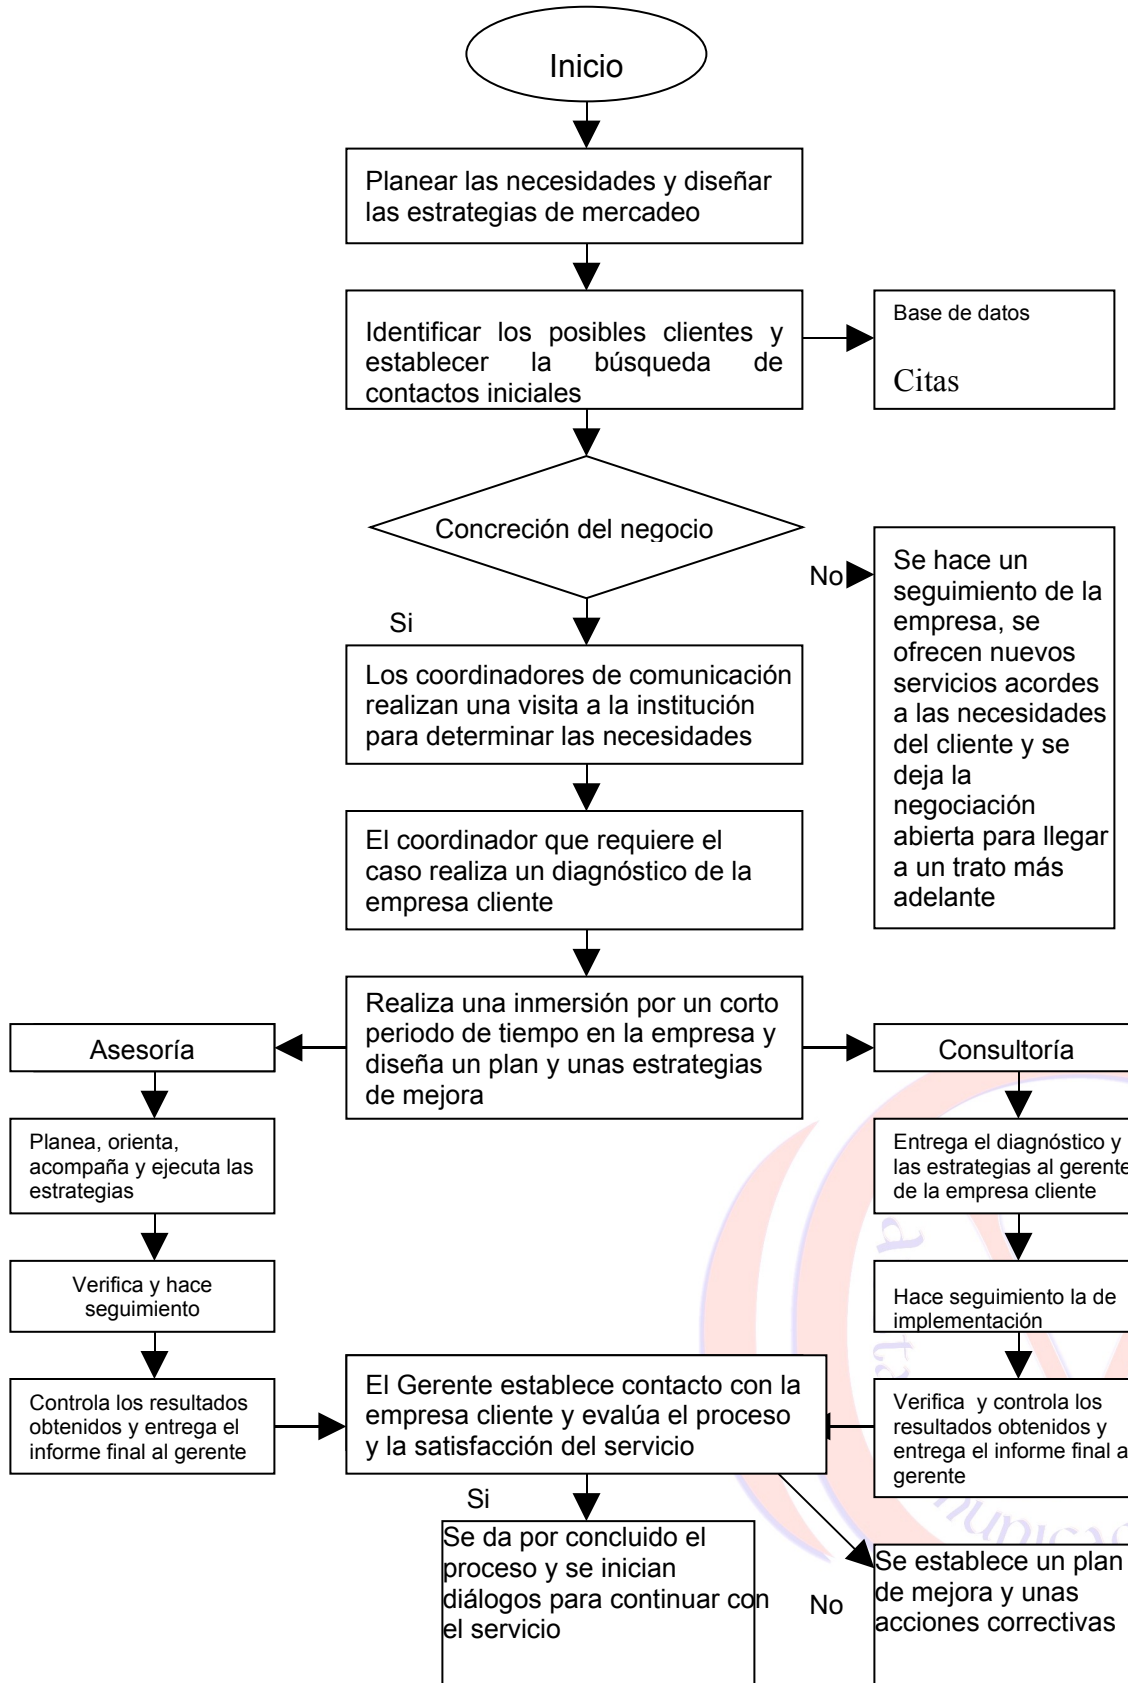 Inicio
Planear las necesidades y diseñar
las estrategias de mercadeo
Identificar los posibles clientes y
establecer la búsqueda de
contactos iniciales
Base de datos
Citas
Concreción del negocio
No
Se hace un
seguimiento de la
empresa, se
ofrecen nuevos
servicios acordes
a las necesidades
del cliente y se
deja la
negociación
abierta para llegar
a un trato más
adelante
Si
Los coordinadores de comunicación
realizan una visita a la institución
para determinar las necesidades
El coordinador que requiere el
caso realiza un diagnóstico de la
empresa cliente
Realiza una inmersión por un corto
periodo de tiempo en la empresa y
diseña un plan y unas estrategias
de mejora
Asesoría
Consultoría
Planea, orienta,
acompaña y ejecuta las
estrategias
Entrega el diagnóstico y
las estrategias al gerente
de la empresa cliente
Verifica y hace
seguimiento
Hace seguimiento la de
implementación
Controla los resultados
obtenidos y entrega el
informe final al gerente
El Gerente establece contacto con la
empresa cliente y evalúa el proceso
y la satisfacción del servicio
Verifica y controla los
resultados obtenidos y
entrega el informe final a
gerente
Si
Se da por concluido el
proceso y se inician
diálogos para continuar con
el servicio
No
Se establece un plan
de mejora y unas
acciones correctivas